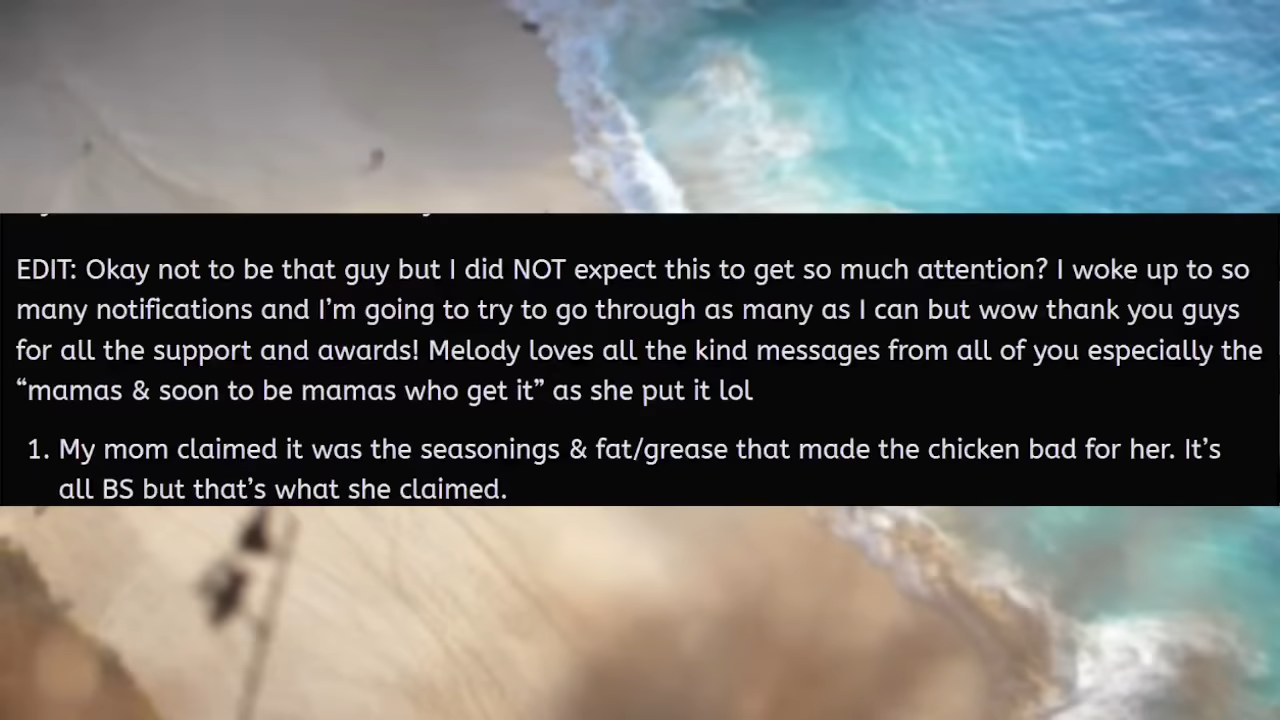 EDIT: Okay not to be that guy but I did NOT expect this to get so much attention? I woke up to so
many notifications and I’m going to try to go through as many as I can but wow thank you guys
for all the support and awards! Melody loves all the kind messages from all of you especially the
“mamas & soon to be mamas who get it” as she put it lol
1. My mom claimed it was the seasonings & fat/grease that made the chicken bad for her. It’s
all BS but that’s what she claimed.